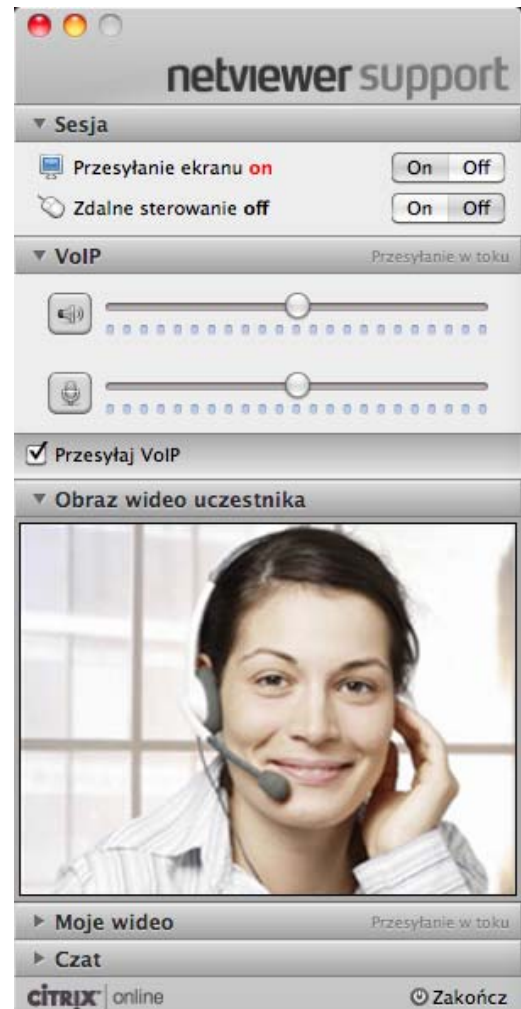 netviewer support
Sesja
Przesyłanie ekranu on On Off
Zdalne sterowanie off On Off
VoIP Przesyłanie w toku
Przesyłaj VoIP
Obraz wideo uczestnika
Moje wideo Przesyłanie w toku
Czat
CITRIX online Zakończ